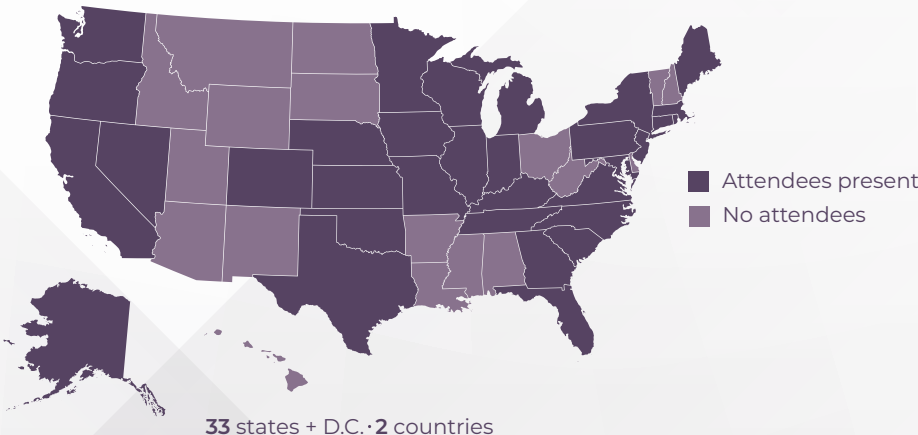 Attendees present
No attendees
33 states + D.C.·2 countries